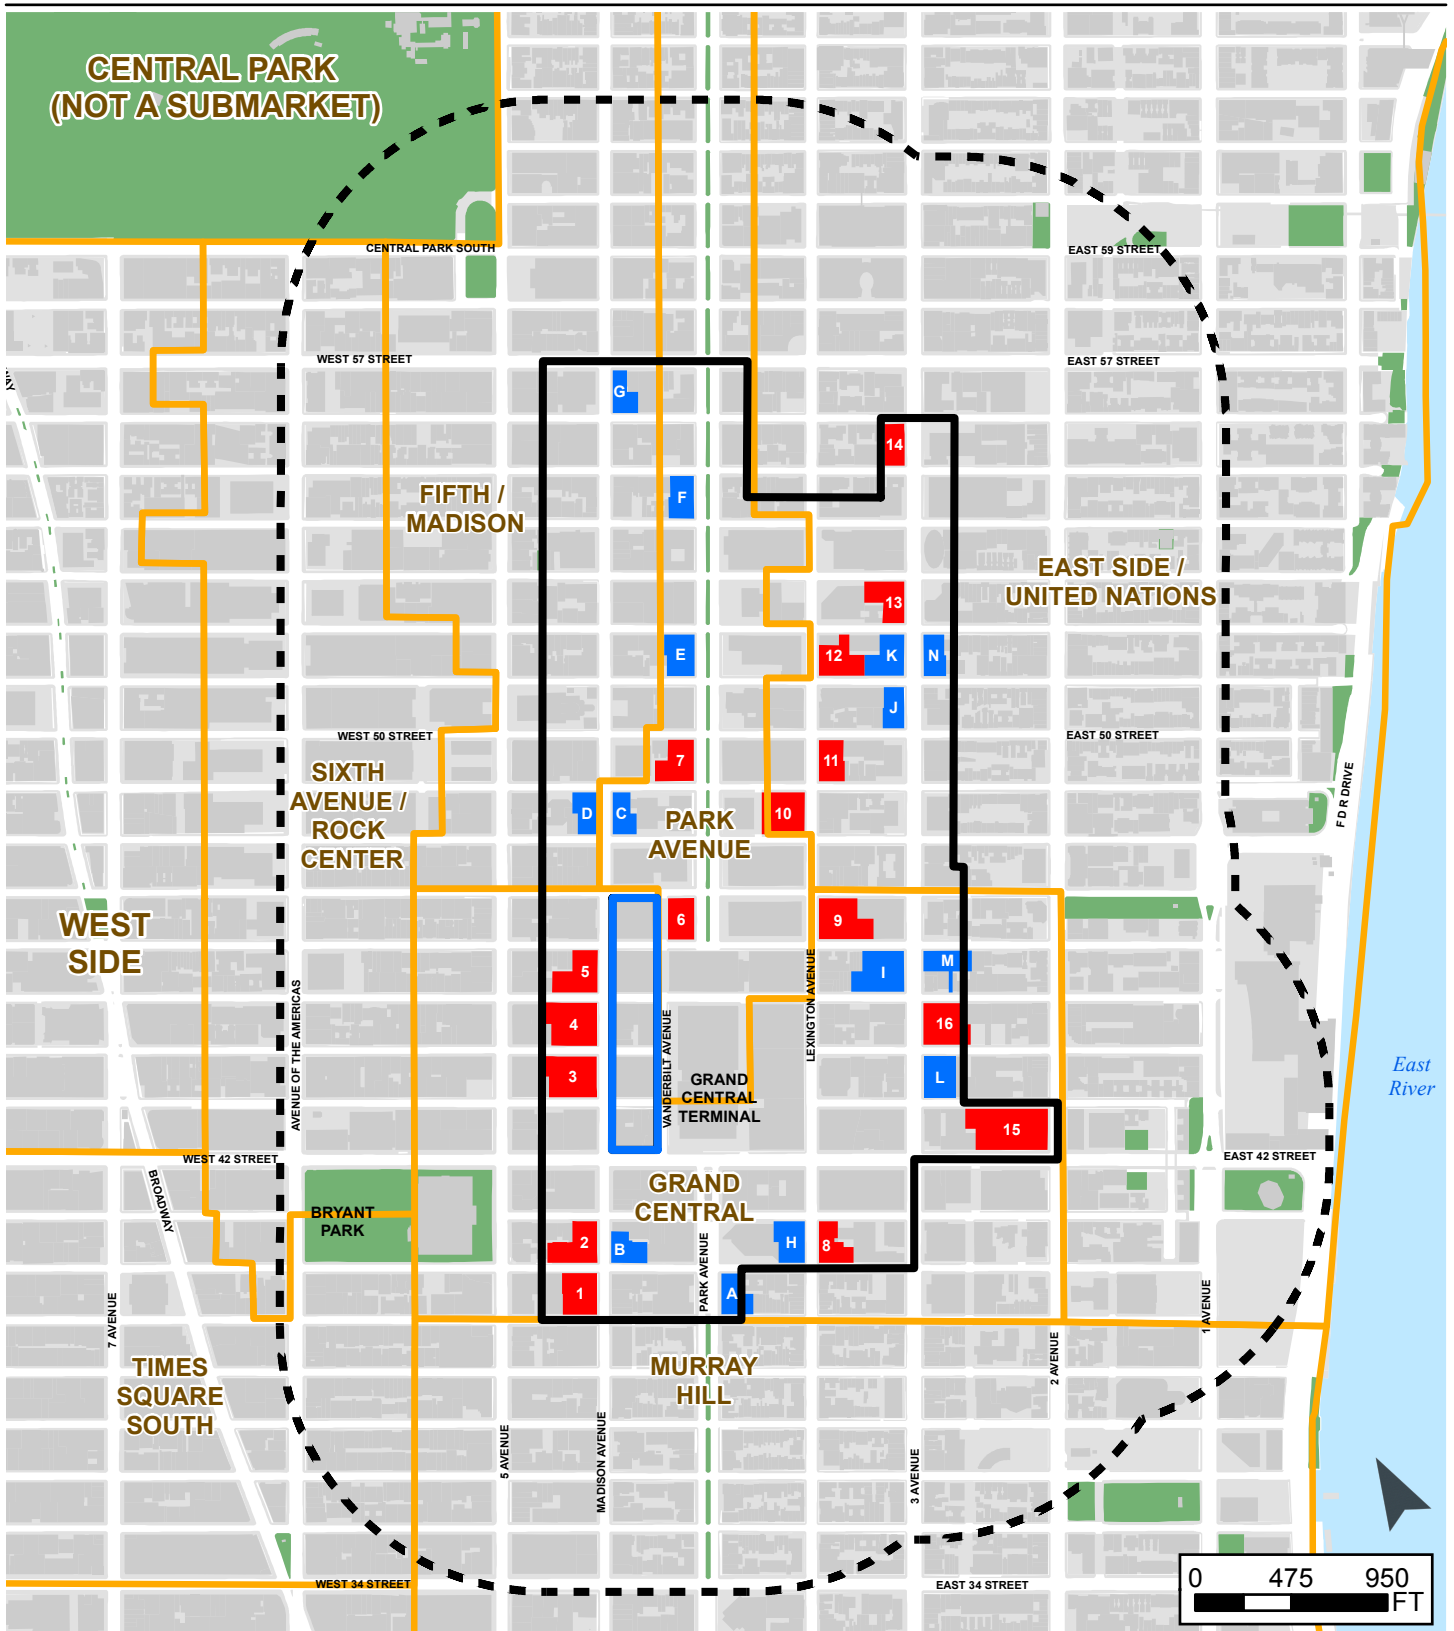 CENTRAL PARK
(NOT A SUBMARKET)
CENTRAL PARK SOUTH
EAST 59 STREET
WEST 57 STREET
EAST 57 STREET
G
14
FIFTH /
MADISON
F
EAST SIDE /
UNITED NATIONS
13
E
12
K
N
J
WEST 50 STREET
EAST 50 STREET
7
11
SIXTH
AVENUE /
ROCK
CENTER
F D R DRIVE
D
C
10
PARK
AVENUE
WEST
SIDE
6
9
5
I
M
AVENUE OF THE AMERICAS
VANDERBILT AVENUE
LEXINGTON AVENUE
4
16
3
L
GRAND
CENTRAL
TERMINAL
East
River
15
WEST 42 STREET
EAST 42 STREET
BROADWAY
GRAND
CENTRAL
BRYANT
PARK
2
B
H
8
PARK AVENUE
1
A
7 AVENUE
1 AVENUE
2 AVENUE
TIMES
SQUARE
SOUTH
MURRAY
HILL
5 AVENUE
MADISON AVENUE
3 AVENUE
WEST 34 STREET
EAST 34 STREET
0 475 950
FT